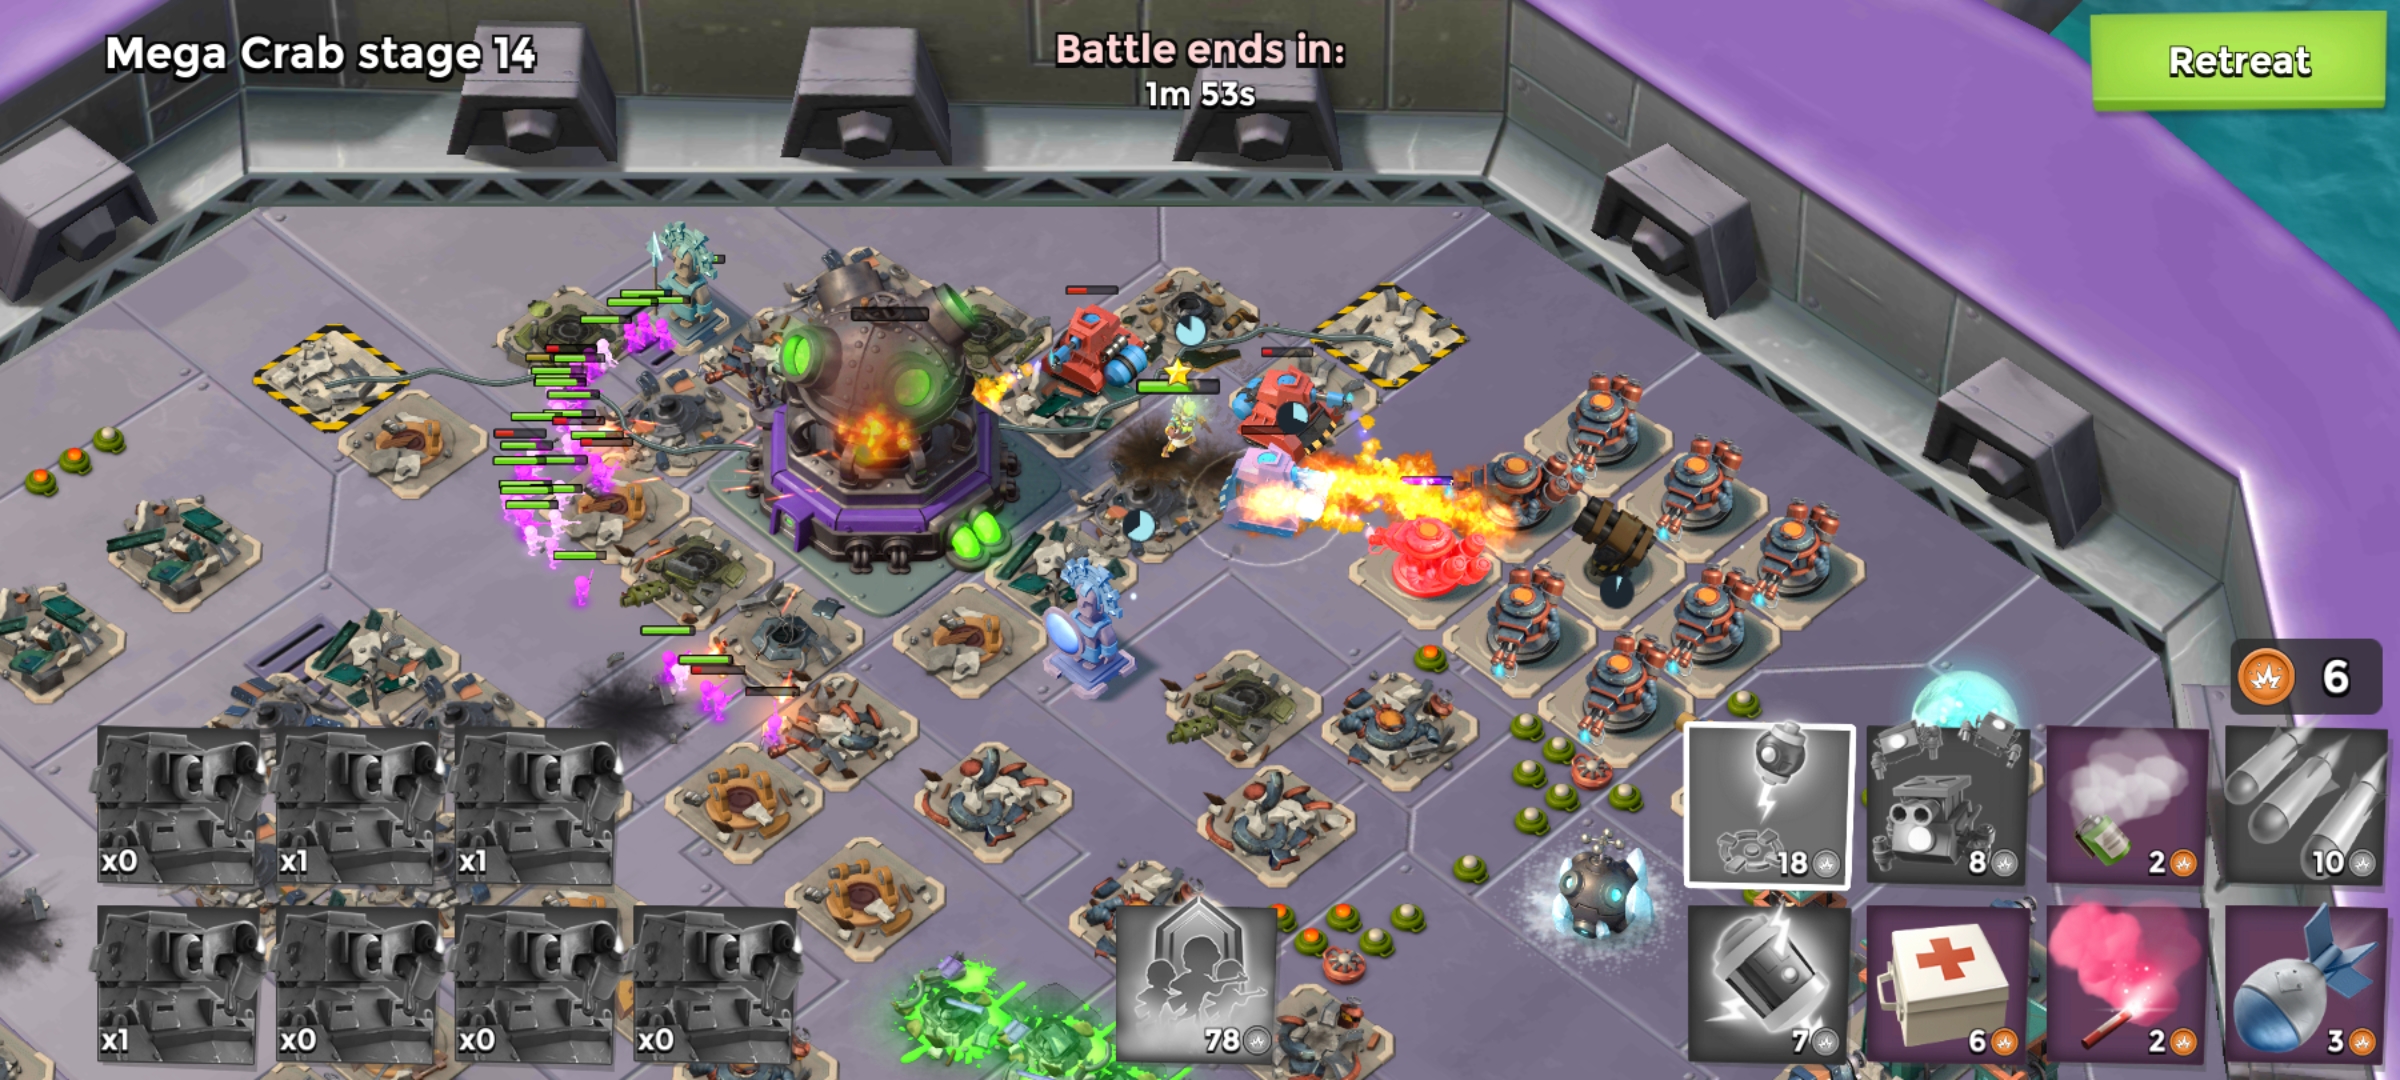 Mega Crab stage 14
Battle ends in:
1m 53s
Retreat
6
x0
x1
x1
18
8
2
10
x1
x0
x0
x0
78
7
6
2
3